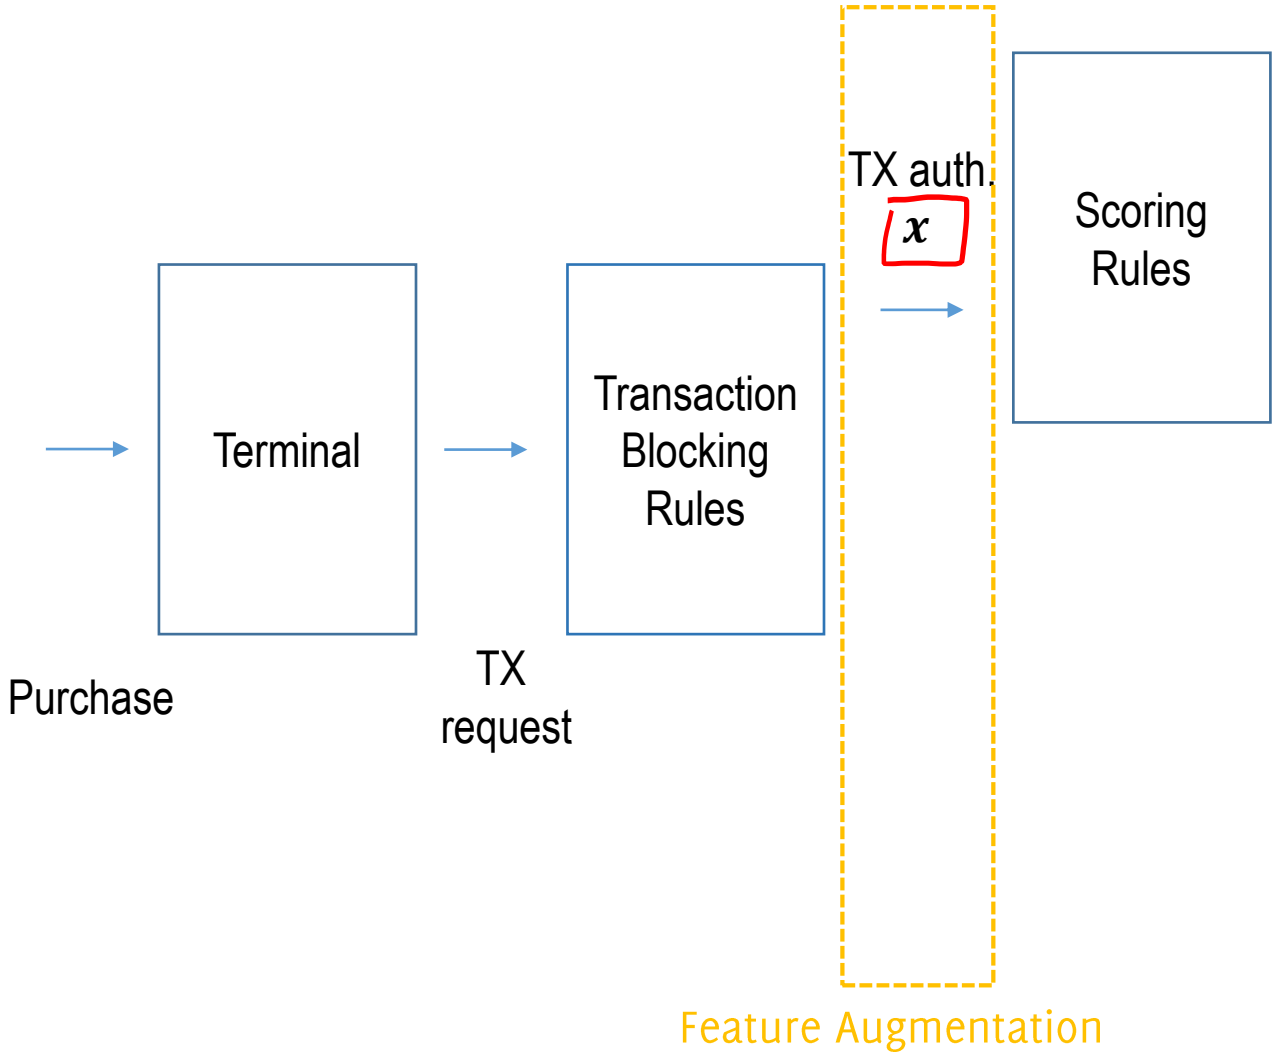 TX auth.
x
Scoring
Rules
Transaction
Blocking
Rules
Terminal
Purchase
TX
request
Feature Augmentation